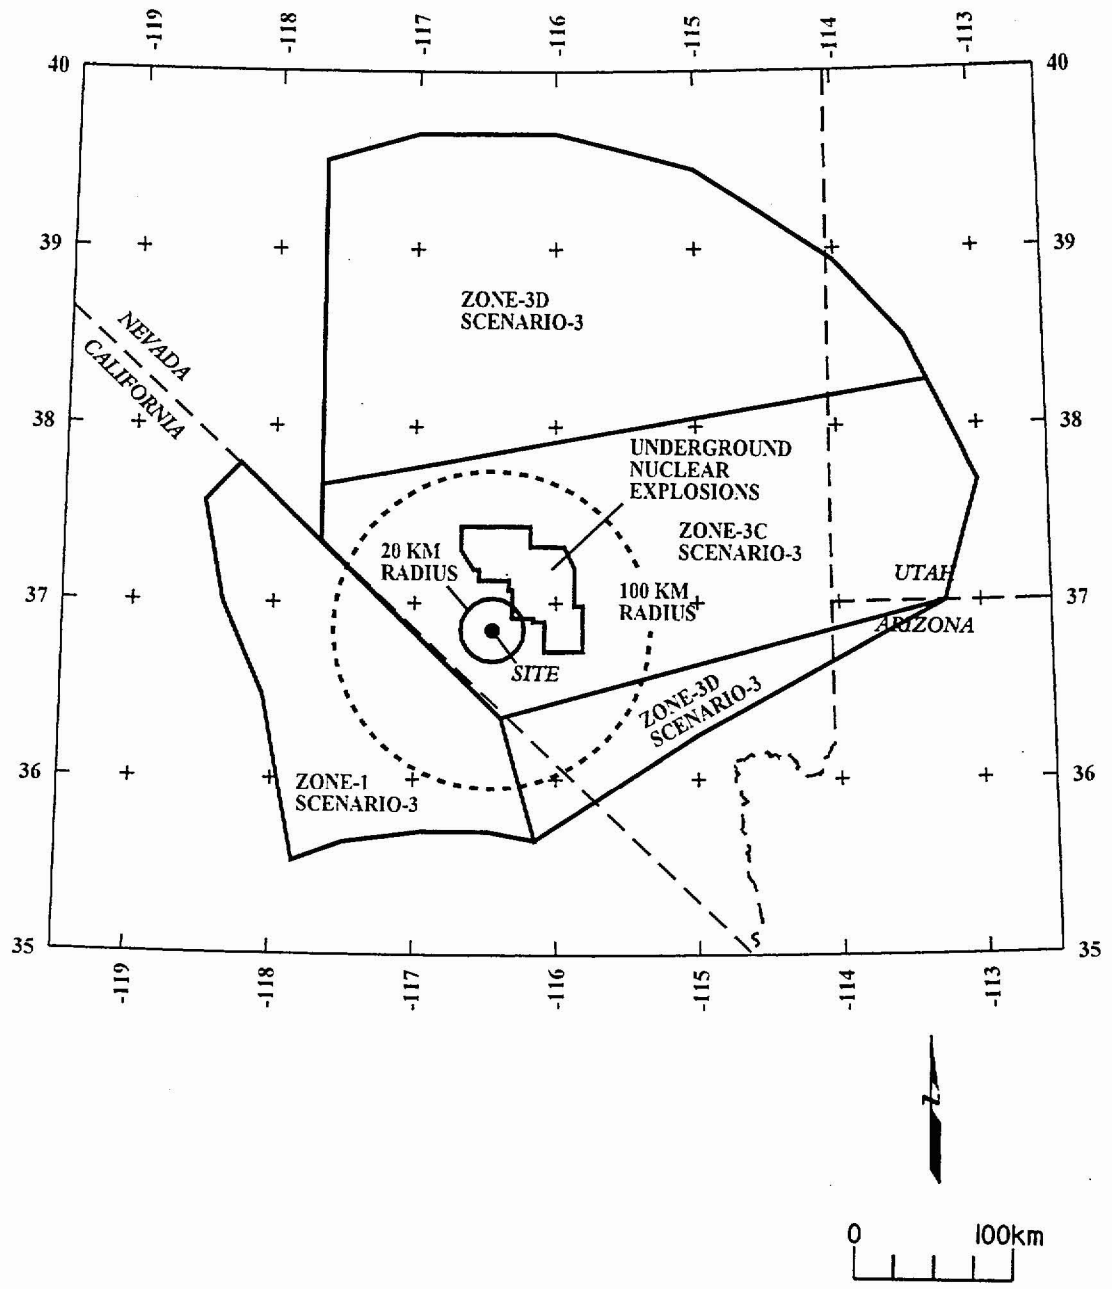 -119
-118
-117
-116
-115
-114
-113
40
40
39
39
ZONE-3D
SCENARIO-3
NEVADA
CALIFORNIA
38
38
UNDERGROUND
NUCLEAR
EXPLOSIONS
ZONE-3C
SCENARIO-3
20 KM
RADIUS
100 KM
RADIUS
UTAH
37
37
ARIZONA
SITE
ZONE-3D
SCENARIO-3
36
36
ZONE-1
SCENARIO-3
35
35
-119
-118
-117
-116
-115
-114
-113
Z
0
100km